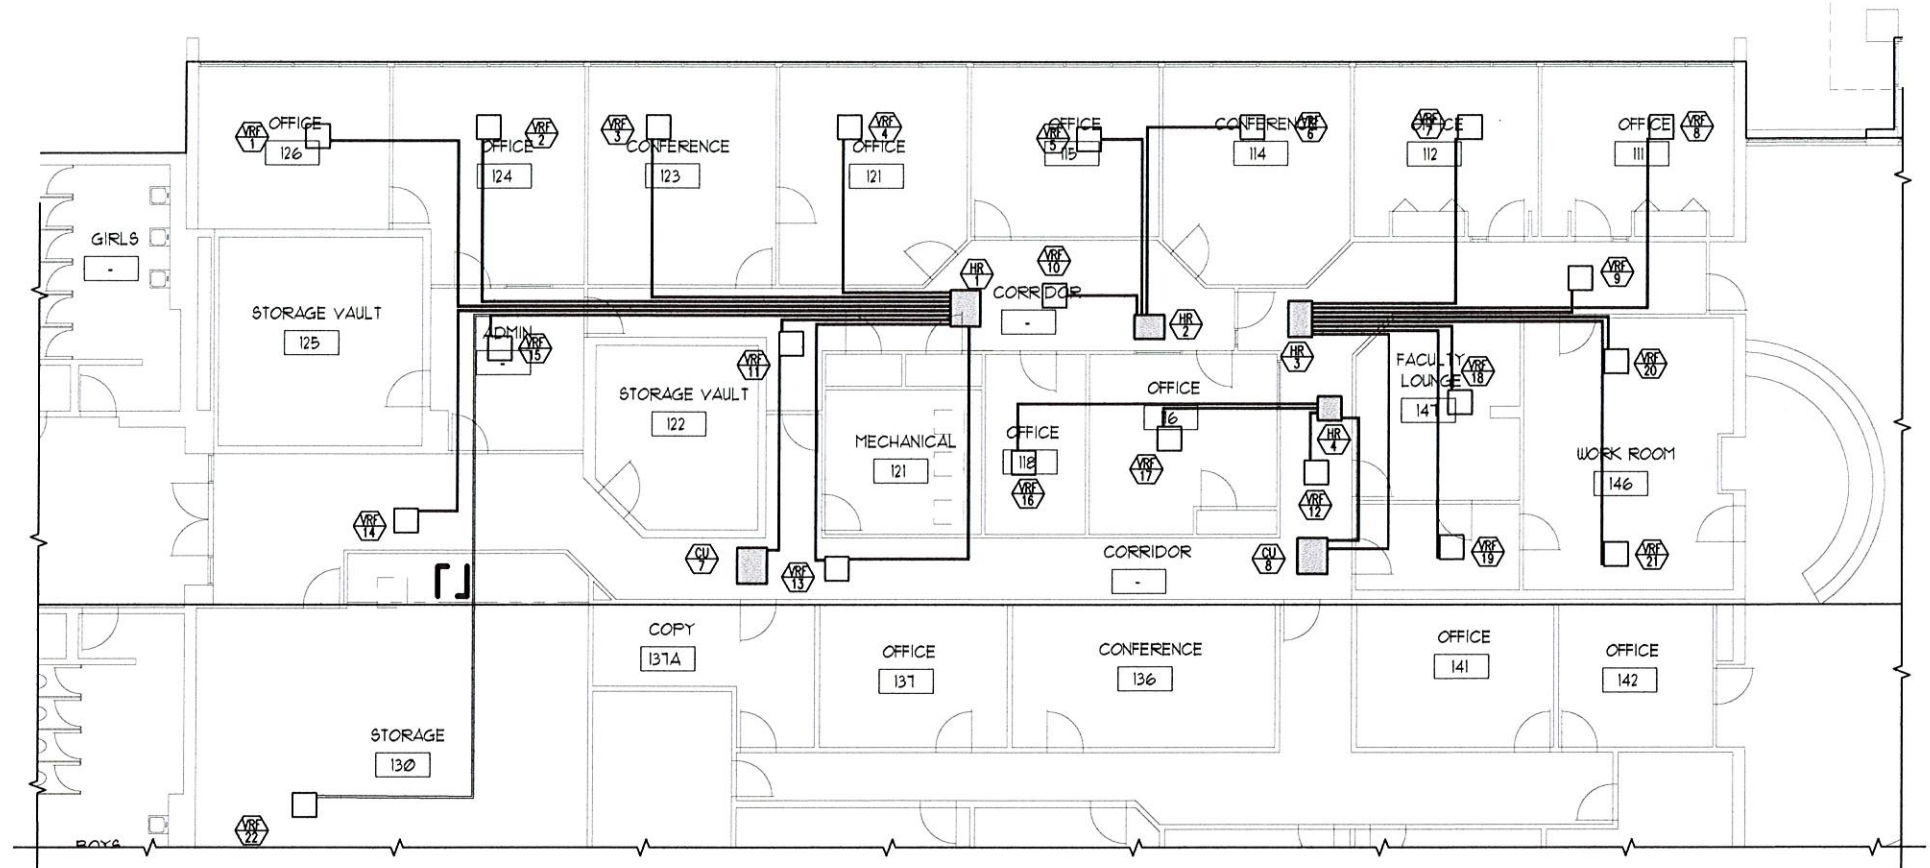 VRF
1
OFFICE
126
VRF
2
OFFICE
124
VRF
3
CONFERENCE
123
VRF
4
OFFICE
121
VRF
5
OFFICE
115
CONFERENCE
VRF
6
114
VRF
7
OFFICE
112
OFFICE
111
VRF
8
GIRLS
-
STORAGE VAULT
125
HR
1
VRF
10
CORRIDOR
-
HR
2
VRF
9
ADMIN
-
VRF
15
VRF
11
HR
3
FACULTY
LOUNGE
147
VRF
18
VRF
20
STORAGE VAULT
122
OFFICE
16
MECHANICAL
121
OFFICE
118
VRF
16
VRF
17
HR
4
VRF
12
WORK ROOM
146
VRF
14
CU
7
VRF
13
CORRIDOR
-
CU
8
VRF
19
VRF
21
COPY
137A
OFFICE
137
CONFERENCE
136
OFFICE
141
OFFICE
142
STORAGE
130
VRF
22
BOYS